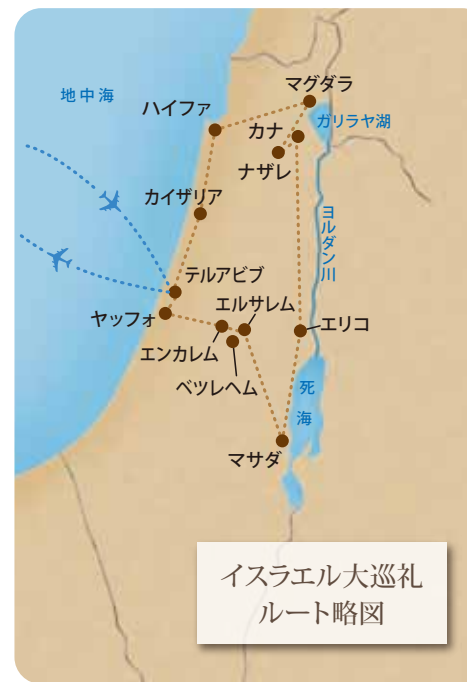 マグダラ
地中海
ハイファ
カナ
ガリラヤ湖
ナザレ
カイザリア
ヨルダン川
テルアビブ
エルサレム
ヤッフォ
エリコ
エンカレム
ベツレヘム
死海
マサダ
イスラエル大巡礼
ルート略図